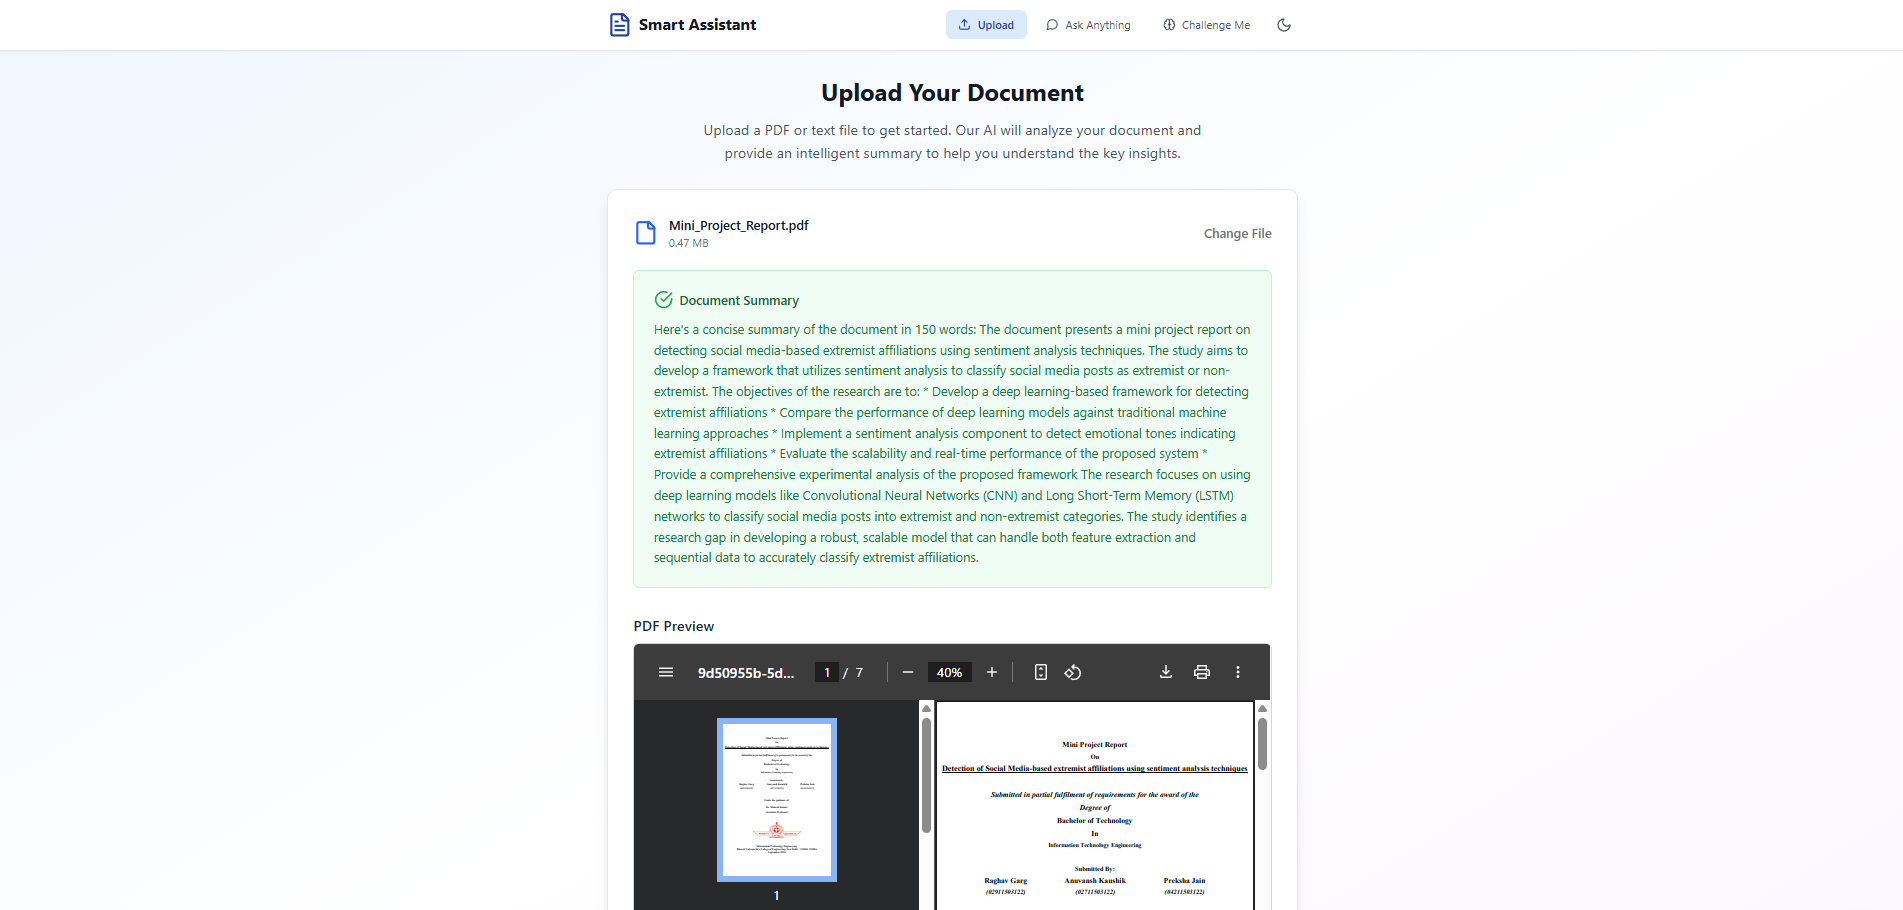 Smart Assistant
Upload
Ask Anything
Challenge Me
Upload Your Document
Upload a PDF or text file to get started. Our AI will analyze your document and
provide an intelligent summary to help you understand the key insights.
Mini_Project_Report.pdf
0.47 MB
Change File
Document Summary
Here's a concise summary of the document in 150 words: The document presents a mini project report on
detecting social media-based extremist affiliations using sentiment analysis techniques. The study aims to
develop a framework that utilizes sentiment analysis to classify social media posts as extremist or non-
extremist. The objectives of the research are to: * Develop a deep learning-based framework for detecting
extremist affiliations * Compare the performance of deep learning models against traditional machine
learning approaches * Implement a sentiment analysis component to detect emotional tones indicating
extremist affiliations * Evaluate the scalability and real-time performance of the proposed system *
Provide a comprehensive experimental analysis of the proposed framework The research focuses on using
deep learning models like Convolutional Neural Networks (CNN) and Long Short-Term Memory (LSTM)
networks to classify social media posts into extremist and non-extremist categories. The study identifies a
research gap in developing a robust, scalable model that can handle both feature extraction and
sequential data to accurately classify extremist affiliations.
PDF Preview
9d50955b-5d...
1 / 7
40%
1
Mini Project Report
On
Detection of Social Media-based extremist affiliations using sentiment analysis techniques
Submitted in partial fulfilment of requirements for the award of the
Degree of
Bachelor of Technology
In
Information Technology Engineering
Submitted By:
Raghav Garg Anuvansh Kaushik Preksha Jain
(02911503122) (02711503122) (04211503122)